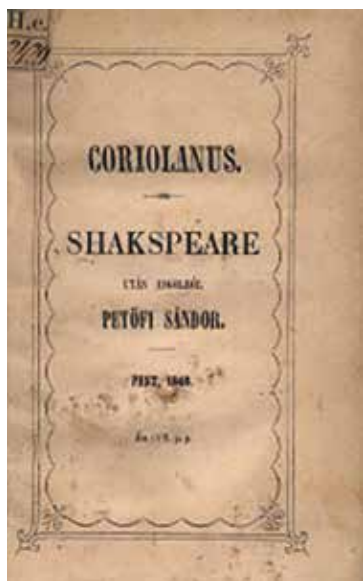 H.e.
CORIOLANUS.
SHAKSPEARE
UTÁN ANGOLBÓL
PETŐFI SÁNDOR.
PEST, 1848.